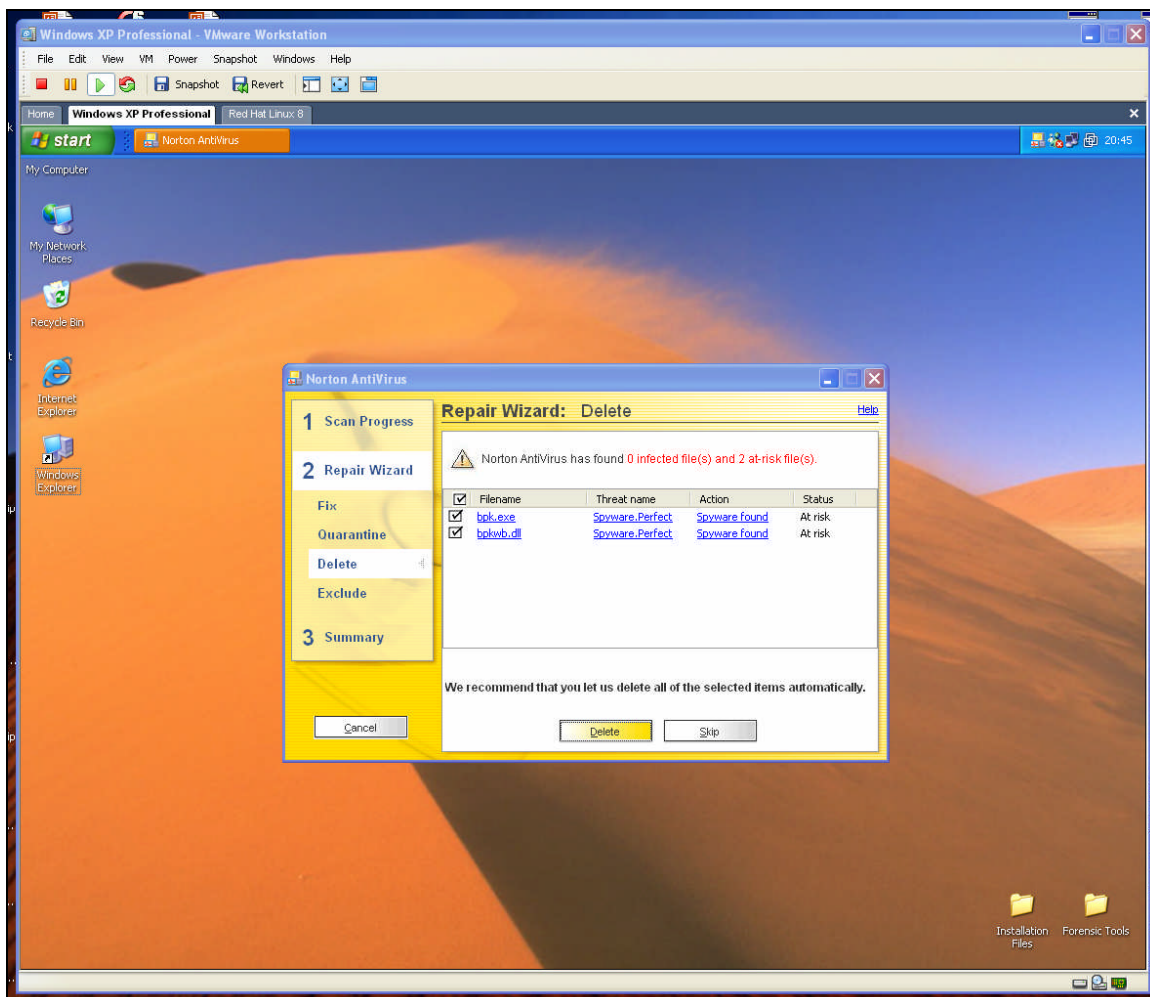 Windows XP Professional - VMware Workstation
File Edit View VM Power Snapshot Windows Help
Snapshot Revert
Home Windows XP Professional Red Hat Linux 8
start Norton AntiVirus 20:45
My Computer
My Network
Places
Recycle Bin
Internet
Explorer
Windows
Explorer
Norton AntiVirus
1 Scan Progress
2 Repair Wizard
Fix
Quarantine
Delete
Exclude
3 Summary
Cancel
Repair Wizard: Delete Help
Norton AntiVirus has found 0 infected file(s) and 2 at-risk file(s).
Filename Threat name Action Status
bpk.exe Spyware.Perfect Spyware found At risk
bpkwb.dll Spyware.Perfect Spyware found At risk
We recommend that you let us delete all of the selected items automatically.
Delete Skip
Installation
Files
Forensic Tools